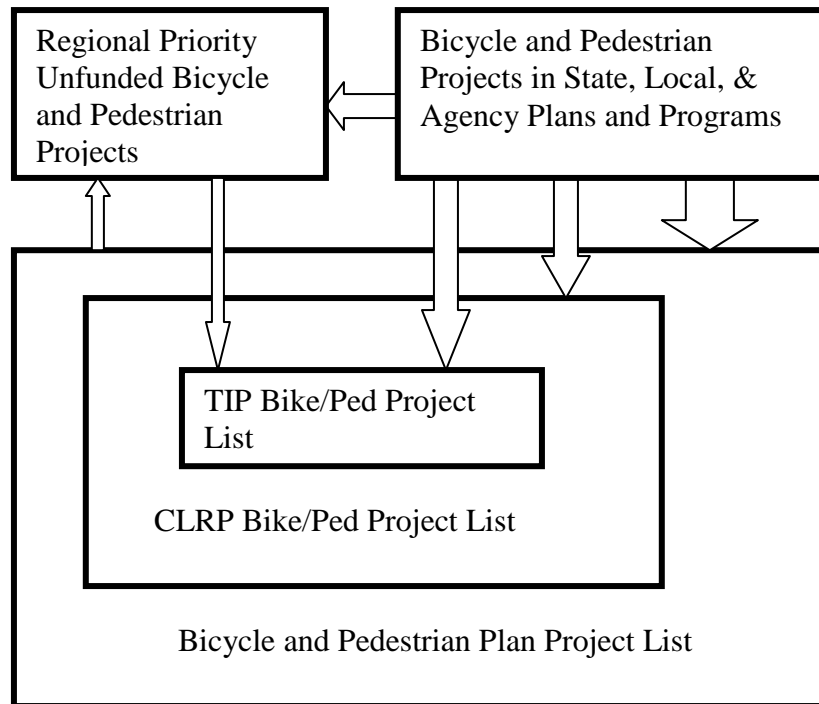 Regional Priority
Unfunded Bicycle
and Pedestrian
Projects
Bicycle and Pedestrian
Projects in State, Local, &
Agency Plans and Programs
TIP Bike/Ped Project
List
CLRP Bike/Ped Project List
Bicycle and Pedestrian Plan Project List